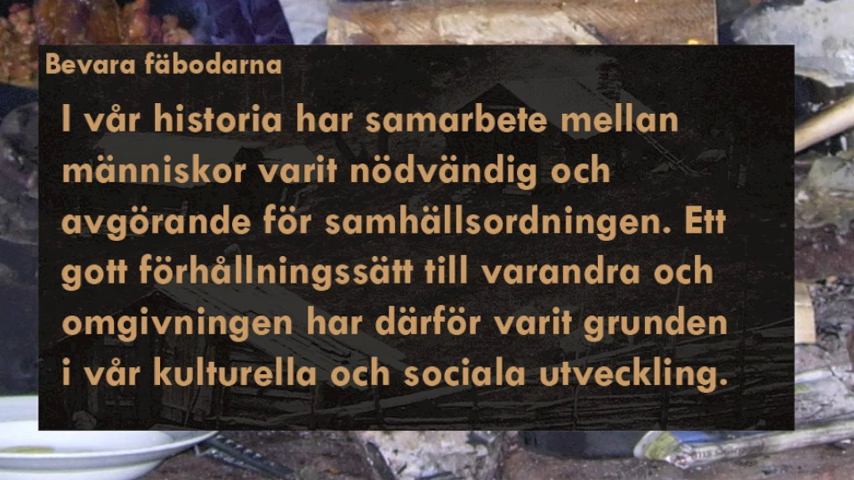 Bevara fäbodarna
I vår historia har samarbete mellan
människor varit nödvändig och
avgörande för samhällsordningen. Ett
gott förhållningssätt till varandra och
omgivningen har därför varit grunden
i vår kulturella och sociala utveckling.